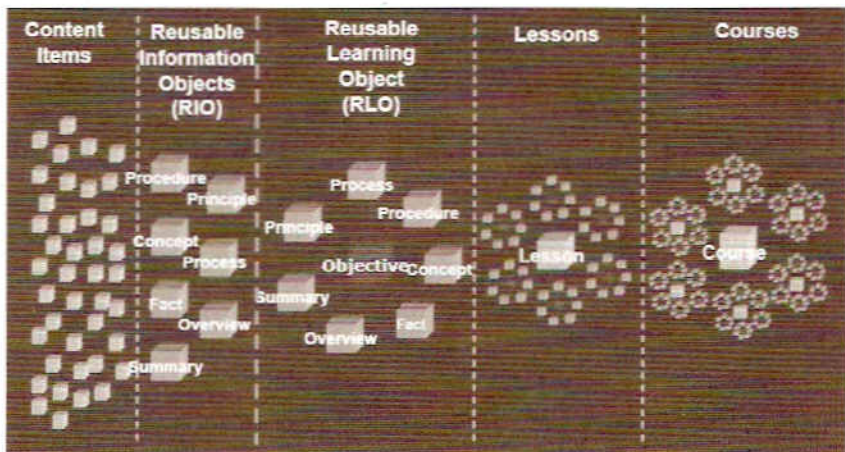 Content
Items
Reusable
Information
Objects
(RIO)
Reusable
Learning
Object
(RLO)
Lessons
Courses
Procedure
Principle
Concept
Process
Fact
Overview
Summary
Process
Procedure
Principle
Objective
Concept
Summary
Overview
Fact
Lesson
Course